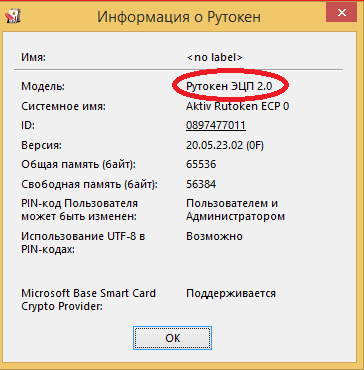 Информация о Рутокен
Имя: <no label>
Модель: Рутокен ЭЦП 2.0
Системное имя: Aktiv Rutoken ECP 0
ID: 0897477011
Версия: 20.05.23.02 (0F)
Общая память (байт): 65536
Свободная память (байт): 56384
PIN-код Пользователя Пользователем и
может быть изменен: Администратором
Использование UTF-8 в Возможно
PIN-кодах:
Microsoft Base Smart Card Поддерживается
Crypto Provider:
OK